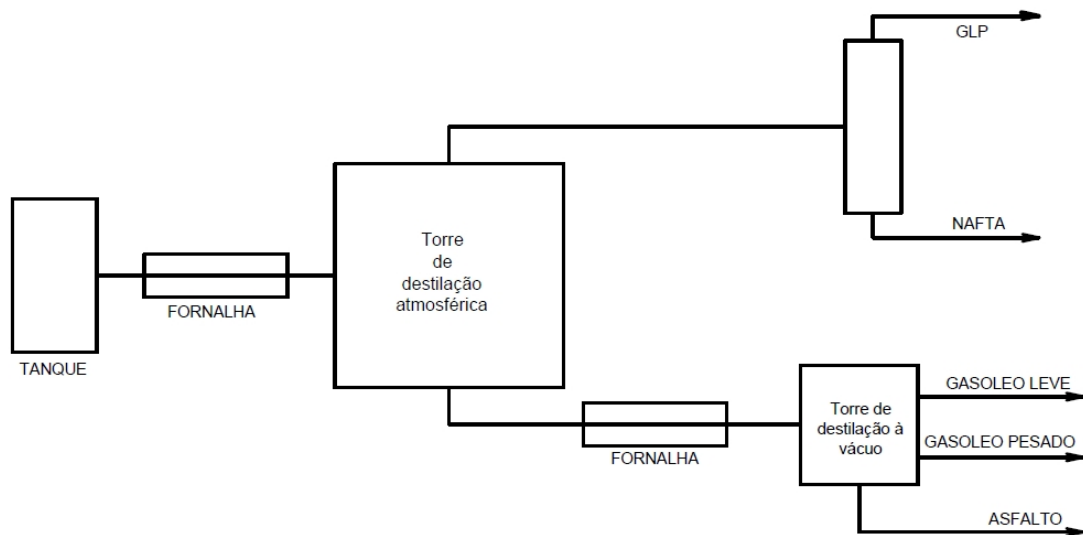 GLP
Torre
de
destilação
atmosférica
NAFTA
FORNALHA
TANQUE
GASOLEO LEVE
Torre de
destilação à
vácuo
GASOLEO PESADO
FORNALHA
ASFALTO